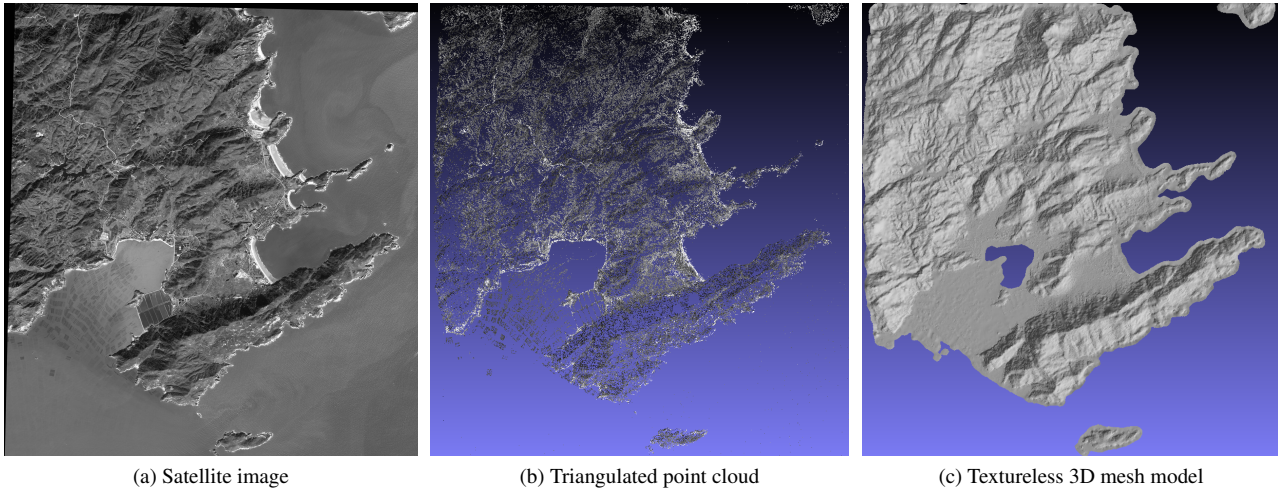 (a) Satellite image
(b) Triangulated point cloud
(c) Textureless 3D mesh model